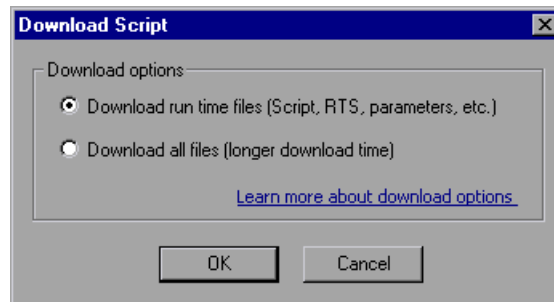 Download Script
Download options
Download run time files (Script, RTS, parameters, etc.)
Download all files (longer download time)
Learn more about download options
OK
Cancel